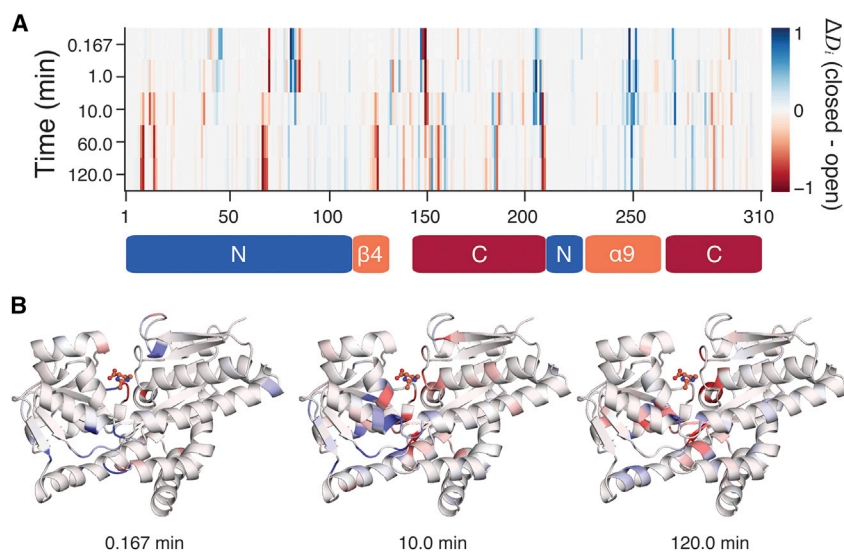 A
Time (min)
0.167
1.0
10.0
60.0
120.0
1 50 100 150 200 250 310
1
0
−1
ΔDᵢ (closed - open)
N β4 C N α9 C
B
0.167 min 10.0 min 120.0 min